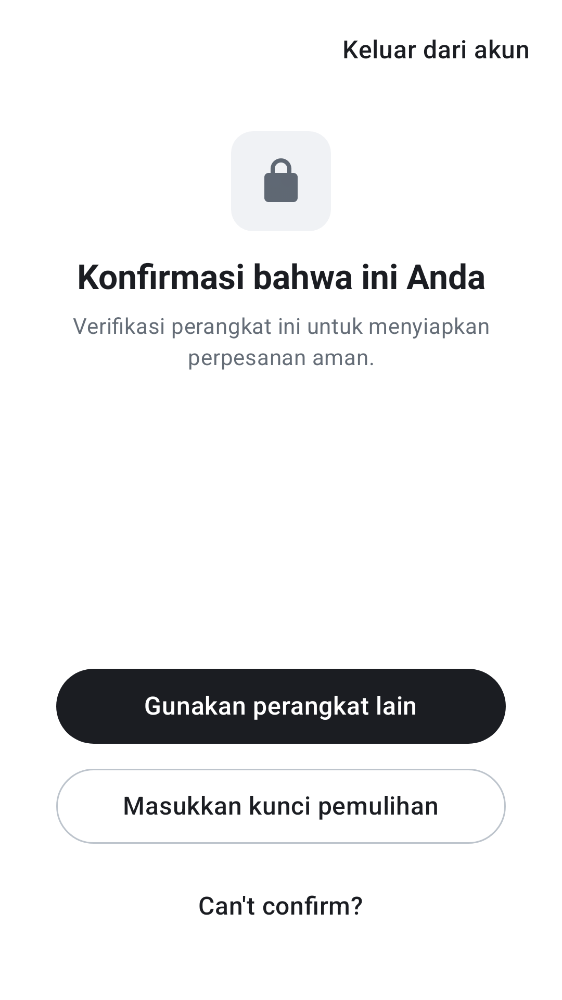 Keluar dari akun
Konfirmasi bahwa ini Anda
Verifikasi perangkat ini untuk menyiapkan
perpesanan aman.
Gunakan perangkat lain
Masukkan kunci pemulihan
Can't confirm?